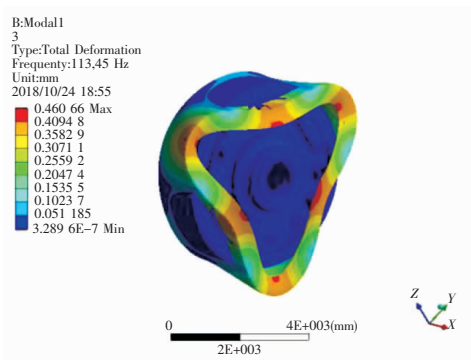 B:Modal1
3
Type:Total Deformation
Frequenty:113,45 Hz
Unit:mm
2018/10/24 18:55
0.460 66 Max
0.4094 8
0.3582 9
0.3071 1
0.2559 2
0.2047 4
0.1535 5
0.1023 7
0.051 185
3.289 6E-7 Min
0 4E+003(mm)
2E+003
Z
Y
X